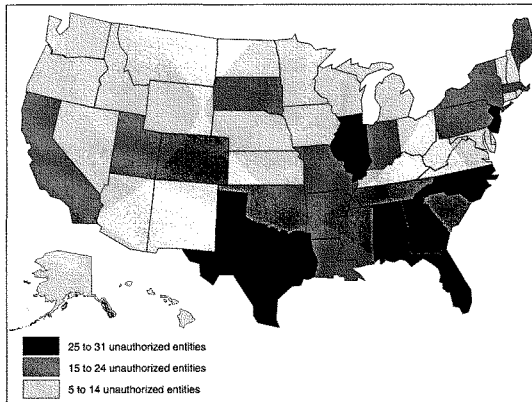 25 to 31 unauthorized entities
15 to 24 unauthorized entities
5 to 14 unauthorized entities